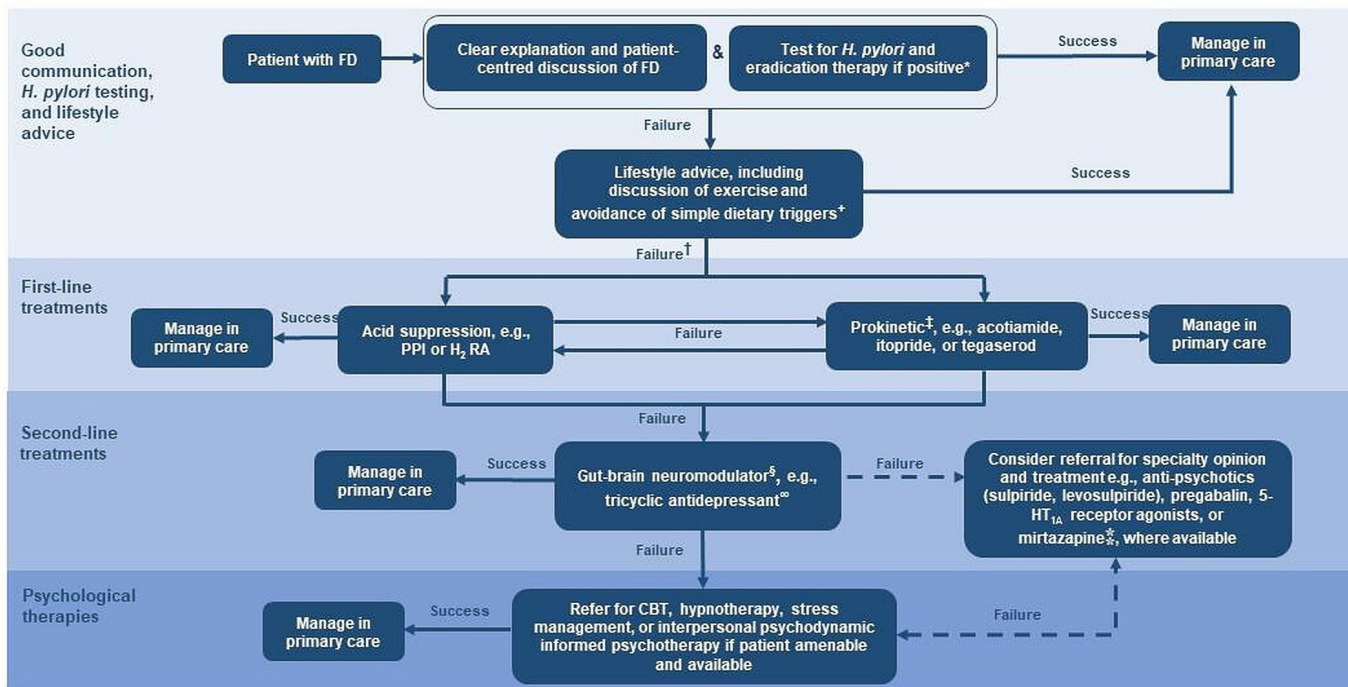 Good
communication,
H. pylori testing,
and lifestyle
advice
Patient with FD
Clear explanation and patient-
centred discussion of FD
&
Test for H. pylori and
eradication therapy if positive*
Success
Manage in
primary care
Failure
Lifestyle advice, including
discussion of exercise and
avoidance of simple dietary triggers+
Success
Failure†
First-line
treatments
Manage in
primary care
Success
Acid suppression, e.g.,
PPI or H₂ RA
Failure
Prokinetic‡, e.g., acotiamide,
itopride, or tegaserod
Success
Manage in
primary care
Failure
Second-line
treatments
Manage in
primary care
Success
Gut-brain neuromodulator§, e.g.,
tricyclic antidepressant∞
Failure
Consider referral for specialty opinion
and treatment e.g., anti-psychotics
(sulpiride, levosulpiride), pregabalin, 5-
HT₁A receptor agonists, or
mirtazapine⁑, where available
Failure
Psychological
therapies
Manage in
primary care
Success
Refer for CBT, hypnotherapy, stress
management, or interpersonal psychodynamic
informed psychotherapy if patient amenable
and available
Failure